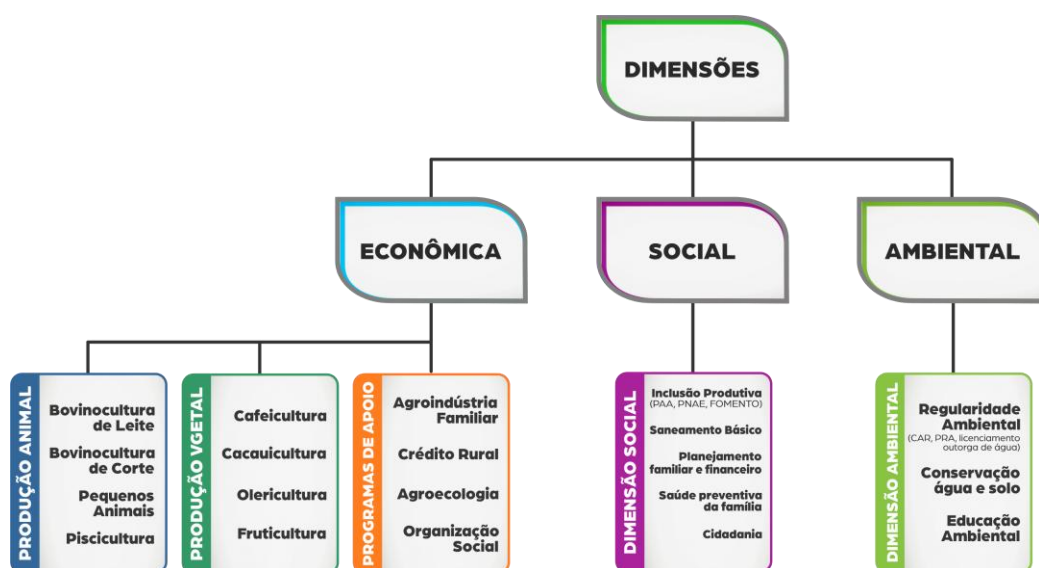 DIMENSÕES
ECONÔMICA
SOCIAL
AMBIENTAL
PRODUÇÃO ANIMAL
Bovinocultura
de Leite
Bovinocultura
de Corte
Pequenos
Animais
Piscicultura
PRODUÇÃO VGETAL
Cafeicultura
Cacauicultura
Olericultura
Fruticultura
PROGRAMAS DE APOIO
Agroindústria
Familiar
Crédito Rural
Agroecologia
Organização
Social
DIMENSÃO SOCIAL
Inclusão Produtiva
(PAA, PNAE, FOMENTO)
Saneamento Básico
Planejamento
familiar e financeiro
Saúde preventiva
da família
Cidadania
DIMENSÃO AMBIENTAL
Regularidade
Ambiental
(CAR, PRA, licenciamento
outorga de água)
Conservação
água e solo
Educação
Ambiental